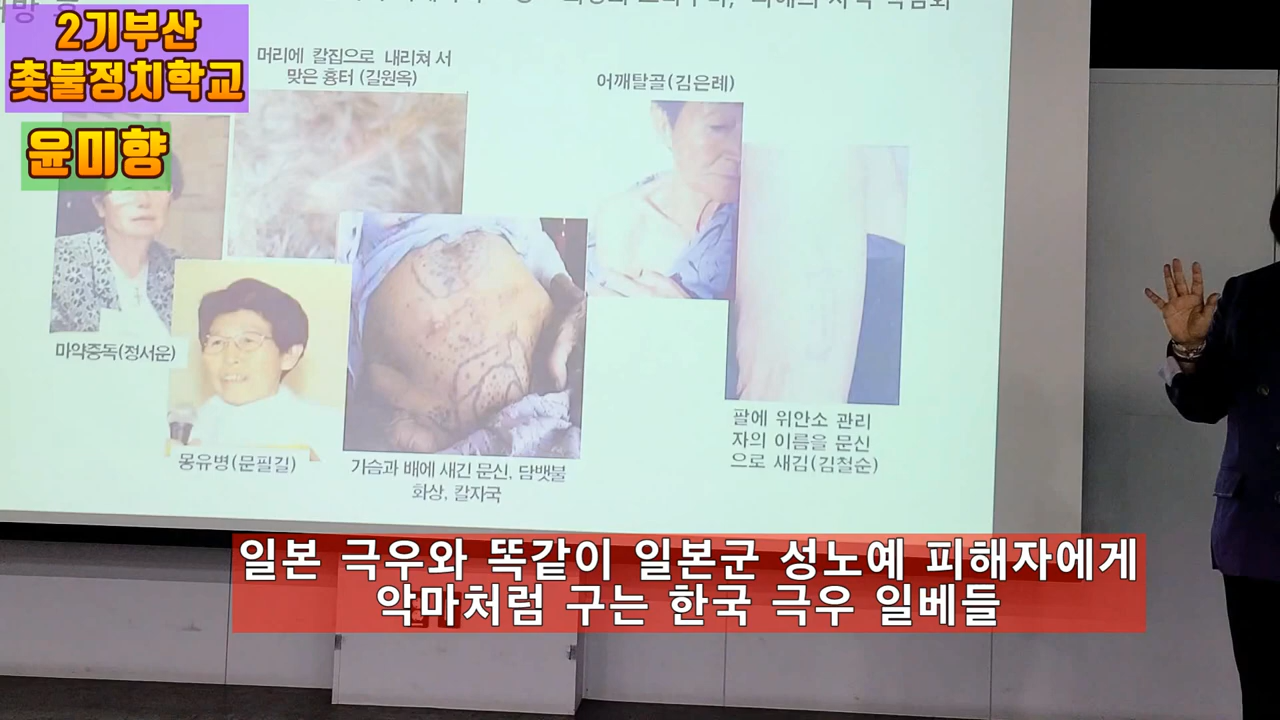 2기부산
촛불정치학교
윤미향
머리에 칼집으로 내리쳐 서
맞은 흉터 (길원옥)
어깨탈골(김은례)
마약중독(정서운)
몽유병(문필길)
가슴과 배에 새긴 문신, 담뱃불
화상, 칼자국
팔에 위안소 관리
자의 이름을 문신
으로 새김(김철순)
일본 극우와 똑같이 일본군 성노예 피해자에게
악마처럼 구는 한국 극우 일베들